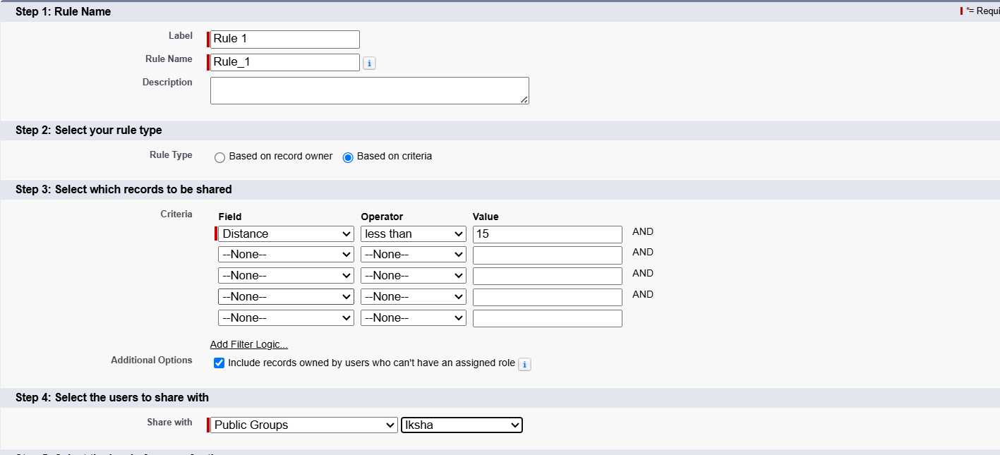 Step 1: Rule Name
*= Requi
Label Rule 1
Rule Name Rule_1 i
Description
Step 2: Select your rule type
Rule Type Based on record owner Based on criteria
Step 3: Select which records to be shared
Criteria Field Operator Value
Distance less than 15 AND
--None-- --None-- AND
--None-- --None-- AND
--None-- --None-- AND
--None-- --None--
Add Filter Logic...
Additional Options Include records owned by users who can't have an assigned role i
Step 4: Select the users to share with
Share with Public Groups Iksha